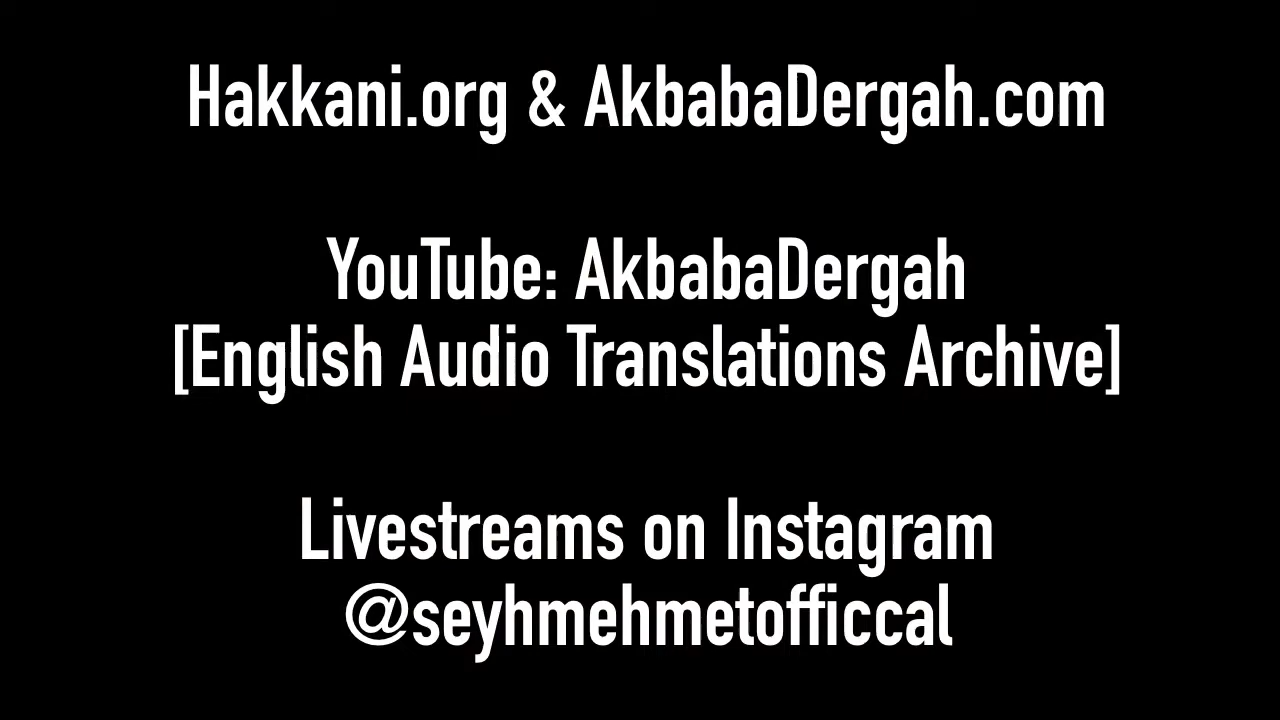 Hakkani.org & AkbabaDergah.com
YouTube: AkbabaDergah
[English Audio Translations Archive]
Livestreams on Instagram
@seyhmehmetofficcal